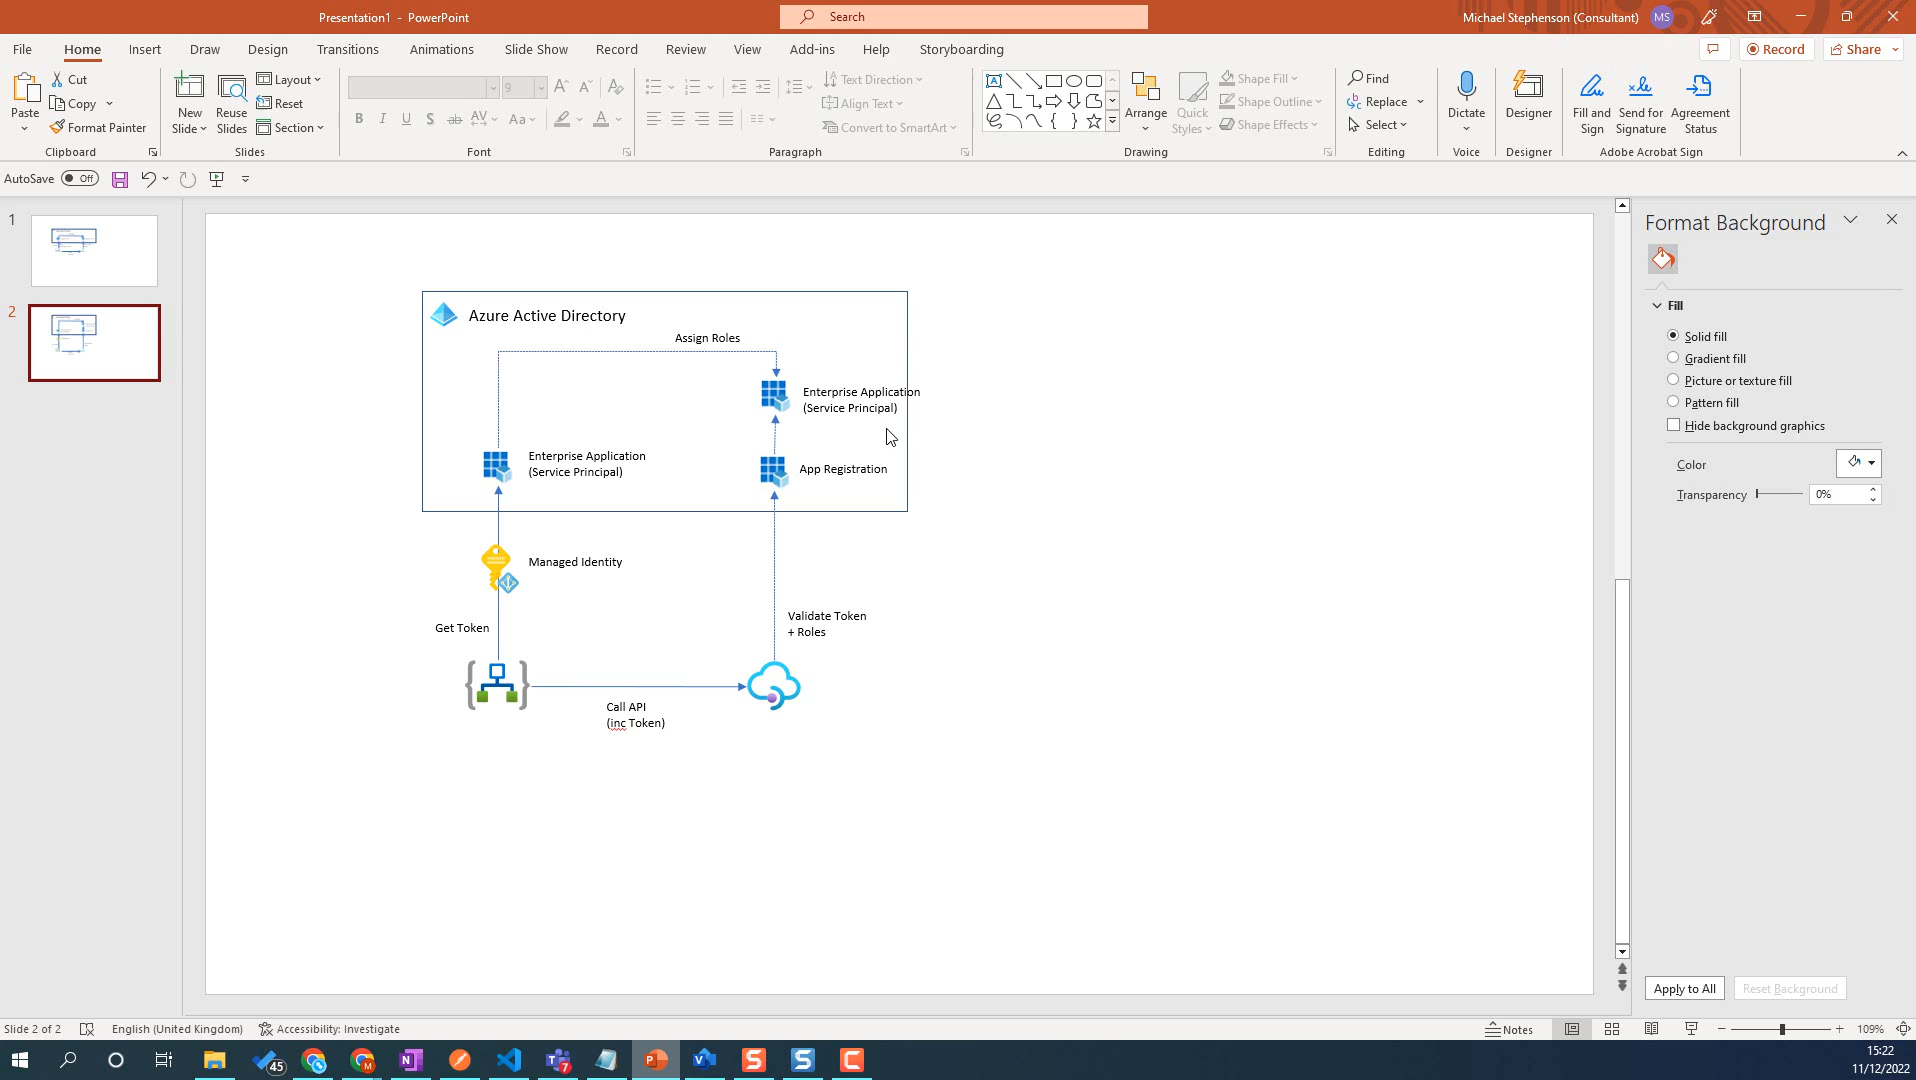 Presentation1 - PowerPoint
Search
Michael Stephenson (Consultant)
MS
File
Home
Insert
Draw
Design
Transitions
Animations
Slide Show
Record
Review
View
Add-ins
Help
Storyboarding
Record
Share
Paste
Cut
Copy
Format Painter
Clipboard
New
Slide
Reuse
Slides
Layout
Reset
Section
Slides
9
Font
Text Direction
Align Text
Convert to SmartArt
Paragraph
Arrange
Quick
Styles
Shape Fill
Shape Outline
Shape Effects
Drawing
Find
Replace
Select
Editing
Dictate
Voice
Designer
Designer
Fill and
Sign
Send for
Signature
Agreement
Status
Adobe Acrobat Sign
AutoSave
Off
1
2
Azure Active Directory
Assign Roles
Enterprise Application
(Service Principal)
Enterprise Application
(Service Principal)
App Registration
Managed Identity
Validate Token
+ Roles
Get Token
Call API
(inc Token)
Format Background
Fill
Solid fill
Gradient fill
Picture or texture fill
Pattern fill
Hide background graphics
Color
Transparency
0%
Apply to All
Reset Background
Slide 2 of 2
English (United Kingdom)
Accessibility: Investigate
Notes
109%
45
7
15:22
11/12/2022